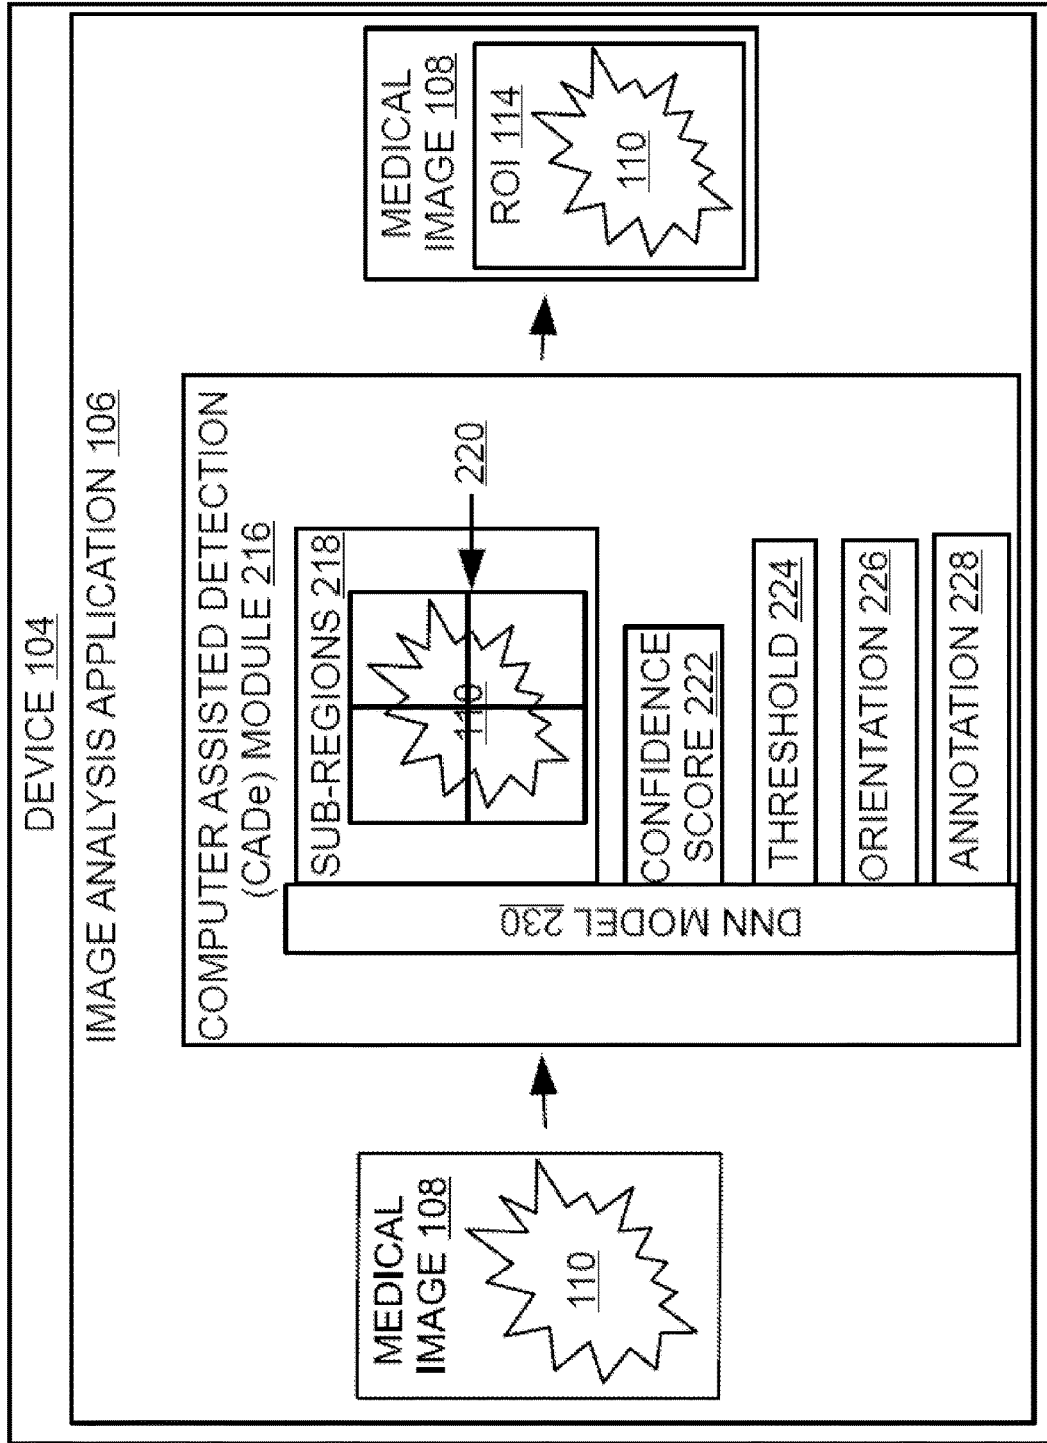 DEVICE 104
IMAGE ANALYSIS APPLICATION 106
MEDICAL
IMAGE 108
110
COMPUTER ASSISTED DETECTION
(CADe) MODULE 216
DNN MODEL 230
SUB-REGIONS 218
110
220
CONFIDENCE
SCORE 222
THRESHOLD 224
ORIENTATION 226
ANNOTATION 228
MEDICAL
IMAGE 108
ROI 114
110